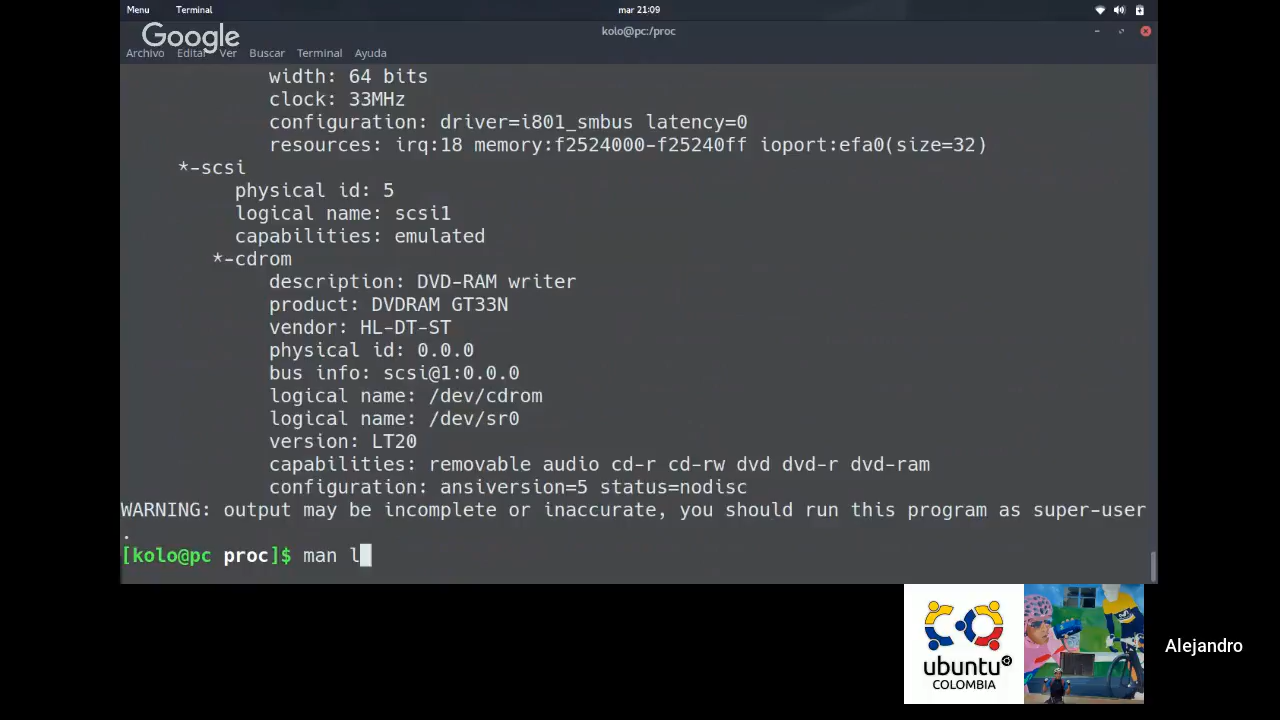 Menu Terminal mar 21:09
Google kolo@pc:/proc
Archivo Editar Ver Buscar Terminal Ayuda
width: 64 bits
clock: 33MHz
configuration: driver=i801_smbus latency=0
resources: irq:18 memory:f2524000-f25240ff ioport:efa0(size=32)
*-scsi
physical id: 5
logical name: scsi1
capabilities: emulated
*-cdrom
description: DVD-RAM writer
product: DVDRAM GT33N
vendor: HL-DT-ST
physical id: 0.0.0
bus info: scsi@1:0.0.0
logical name: /dev/cdrom
logical name: /dev/sr0
version: LT20
capabilities: removable audio cd-r cd-rw dvd dvd-r dvd-ram
configuration: ansiversion=5 status=nodisc
WARNING: output may be incomplete or inaccurate, you should run this program as super-user
.
[kolo@pc proc]$ man l
ubuntu
COLOMBIA
Alejandro